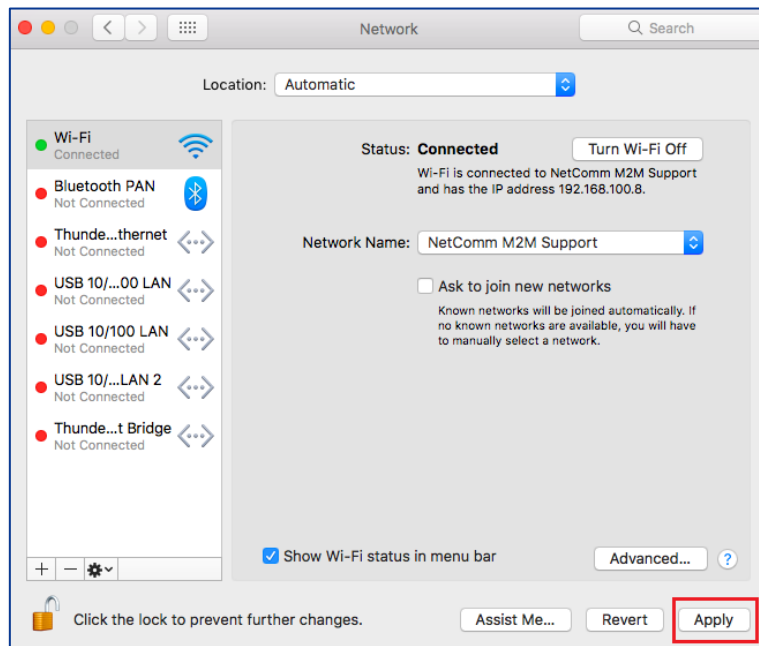 Network
Search
Location: Automatic
Wi-Fi
Connected
Bluetooth PAN
Not Connected
Thunde...thernet
Not Connected
USB 10/...00 LAN
Not Connected
USB 10/100 LAN
Not Connected
USB 10/...LAN 2
Not Connected
Thunde...t Bridge
Not Connected
Status: Connected
Turn Wi-Fi Off
Wi-Fi is connected to NetComm M2M Support
and has the IP address 192.168.100.8.
Network Name: NetComm M2M Support
Ask to join new networks
Known networks will be joined automatically. If
no known networks are available, you will have
to manually select a network.
Show Wi-Fi status in menu bar
Advanced...
?
Click the lock to prevent further changes.
Assist Me...
Revert
Apply